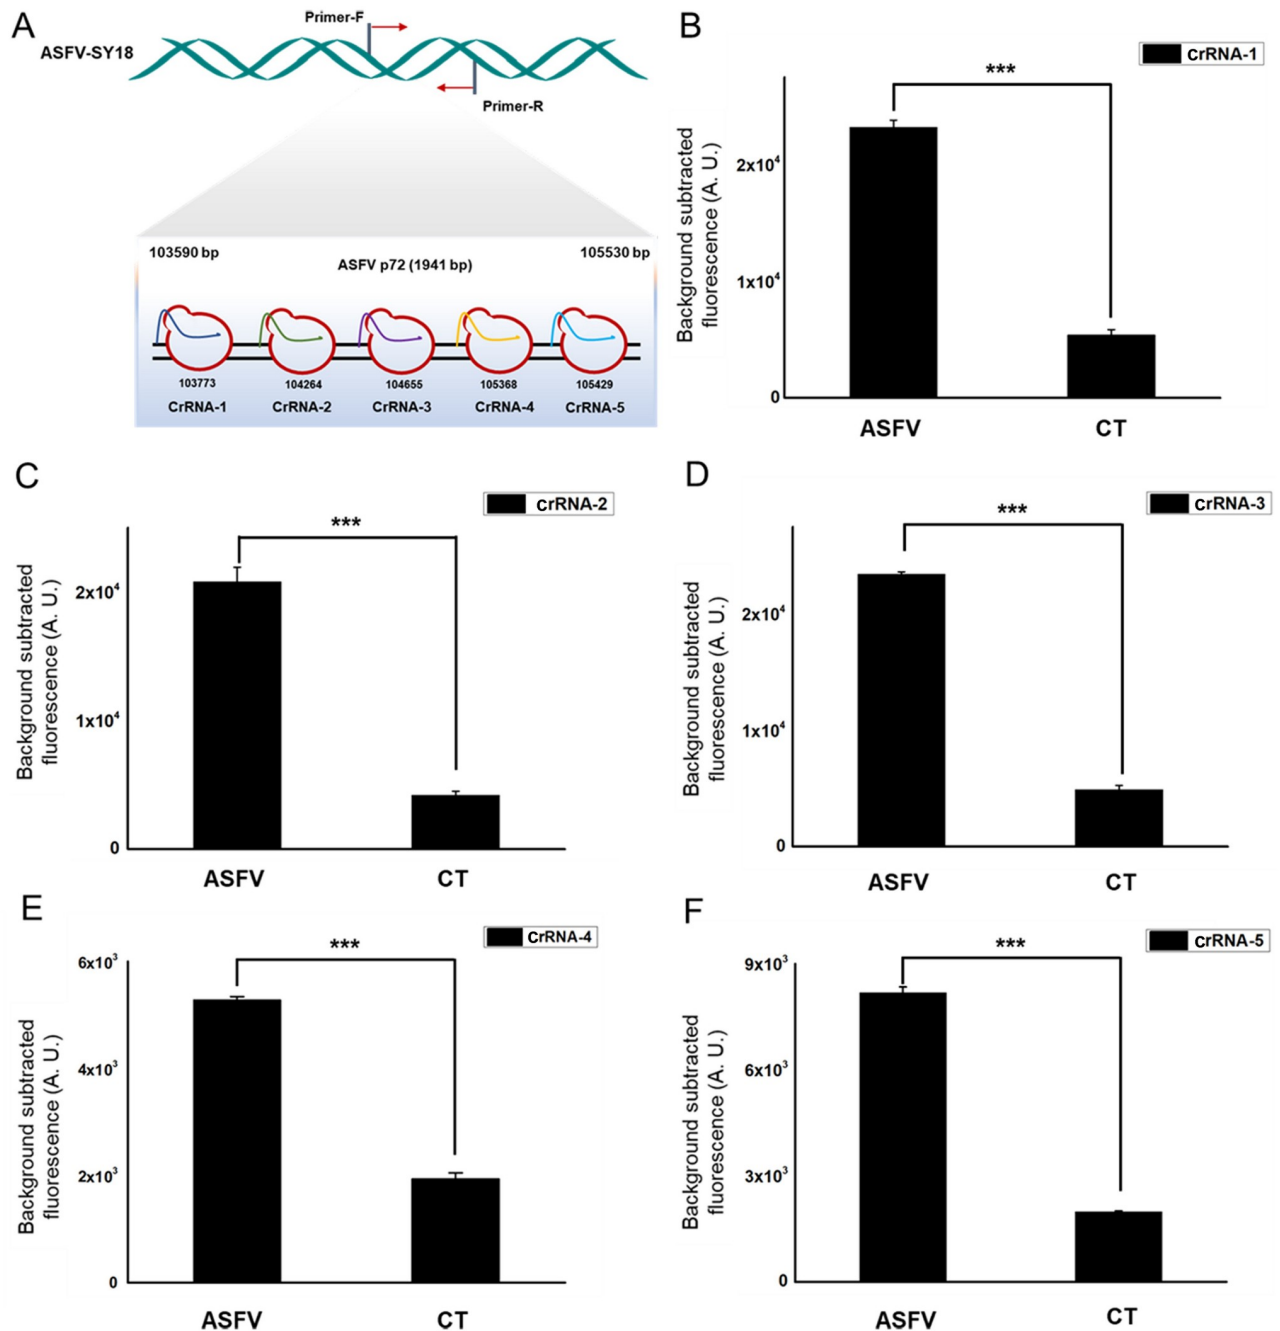 A
Primer-F
ASFV-SY18
Primer-R
103590 bp
105530 bp
ASFV p72 (1941 bp)
103773
104264
104655
105368
105429
CrRNA-1
CrRNA-2
CrRNA-3
CrRNA-4
CrRNA-5
B
CrRNA-1
***
Background subtracted
fluorescence (A. U.)
2x10⁴
1x10⁴
0
ASFV
CT
C
CrRNA-2
***
Background subtracted
fluorescence (A. U.)
2x10⁴
1x10⁴
0
ASFV
CT
D
CrRNA-3
***
Background subtracted
fluorescence (A. U.)
2x10⁴
1x10⁴
0
ASFV
CT
E
CrRNA-4
***
Background subtracted
fluorescence (A. U.)
6x10³
4x10³
2x10³
0
ASFV
CT
F
CrRNA-5
***
Background subtracted
fluorescence (A. U.)
9x10³
6x10³
3x10³
0
ASFV
CT